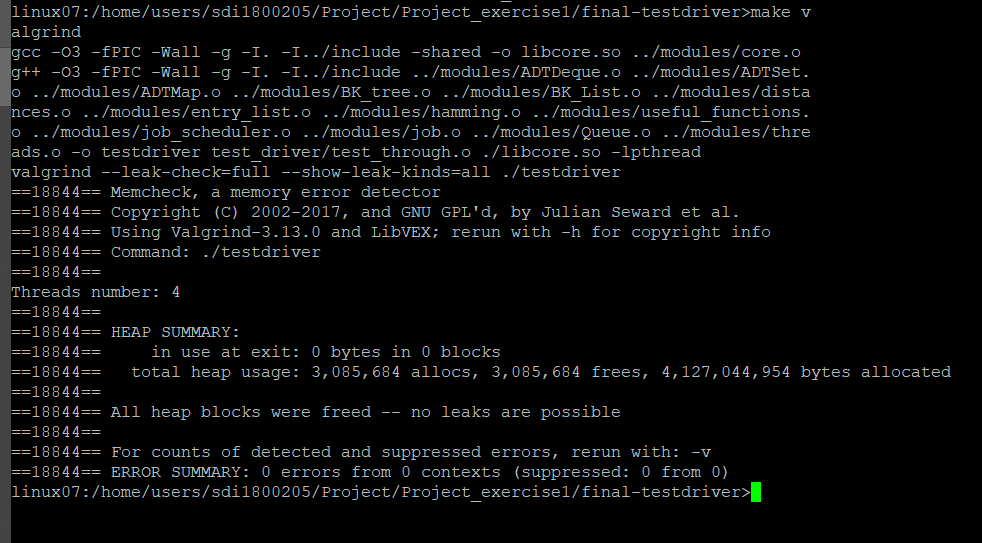 linux07:/home/users/sdi1800205/Project/Project_exercise1/final-testdriver>make v
algrind
gcc -O3 -fPIC -Wall -g -I. -I../include -shared -o libcore.so ../modules/core.o
g++ -O3 -fPIC -Wall -g -I. -I../include ../modules/ADTDeque.o ../modules/ADTSet.
o ../modules/ADTMap.o ../modules/BK_tree.o ../modules/BK_List.o ../modules/dista
nces.o ../modules/entry_list.o ../modules/hamming.o ../modules/useful_functions.
o ../modules/job_scheduler.o ../modules/job.o ../modules/Queue.o ../modules/thre
ads.o -o testdriver test_driver/test_through.o ./libcore.so -lpthread
valgrind --leak-check=full --show-leak-kinds=all ./testdriver
==18844== Memcheck, a memory error detector
==18844== Copyright (C) 2002-2017, and GNU GPL'd, by Julian Seward et al.
==18844== Using Valgrind-3.13.0 and LibVEX; rerun with -h for copyright info
==18844== Command: ./testdriver
==18844==
Threads number: 4
==18844==
==18844== HEAP SUMMARY:
==18844==     in use at exit: 0 bytes in 0 blocks
==18844==   total heap usage: 3,085,684 allocs, 3,085,684 frees, 4,127,044,954 bytes allocated
==18844==
==18844== All heap blocks were freed -- no leaks are possible
==18844==
==18844== For counts of detected and suppressed errors, rerun with: -v
==18844== ERROR SUMMARY: 0 errors from 0 contexts (suppressed: 0 from 0)
linux07:/home/users/sdi1800205/Project/Project_exercise1/final-testdriver>